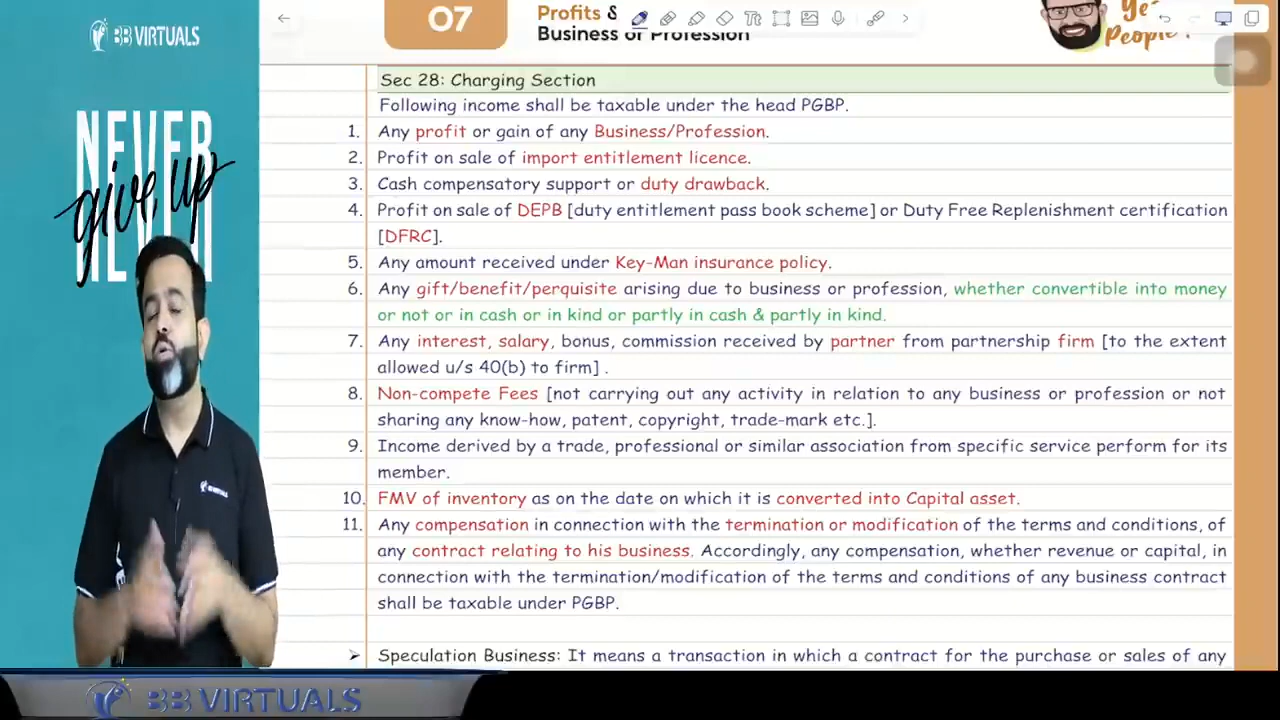 BB VIRTUALS
07
Profits &
Business or Profession
Ye
People
NEVER
give up
NEVER
Sec 28: Charging Section
Following income shall be taxable under the head PGBP.
1. Any profit or gain of any Business/Profession.
2. Profit on sale of import entitlement licence.
3. Cash compensatory support or duty drawback.
4. Profit on sale of DEPB [duty entitlement pass book scheme] or Duty Free Replenishment certification
[DFRC].
5. Any amount received under Key-Man insurance policy.
6. Any gift/benefit/perquisite arising due to business or profession, whether convertible into money
or not or in cash or in kind or partly in cash & partly in kind.
7. Any interest, salary, bonus, commission received by partner from partnership firm [to the extent
allowed u/s 40(b) to firm] .
8. Non-compete Fees [not carrying out any activity in relation to any business or profession or not
sharing any know-how, patent, copyright, trade-mark etc.].
9. Income derived by a trade, professional or similar association from specific service perform for its
member.
10. FMV of inventory as on the date on which it is converted into Capital asset.
11. Any compensation in connection with the termination or modification of the terms and conditions, of
any contract relating to his business. Accordingly, any compensation, whether revenue or capital, in
connection with the termination/modification of the terms and conditions of any business contract
shall be taxable under PGBP.
➢ Speculation Business: It means a transaction in which a contract for the purchase or sales of any
BB VIRTUALS